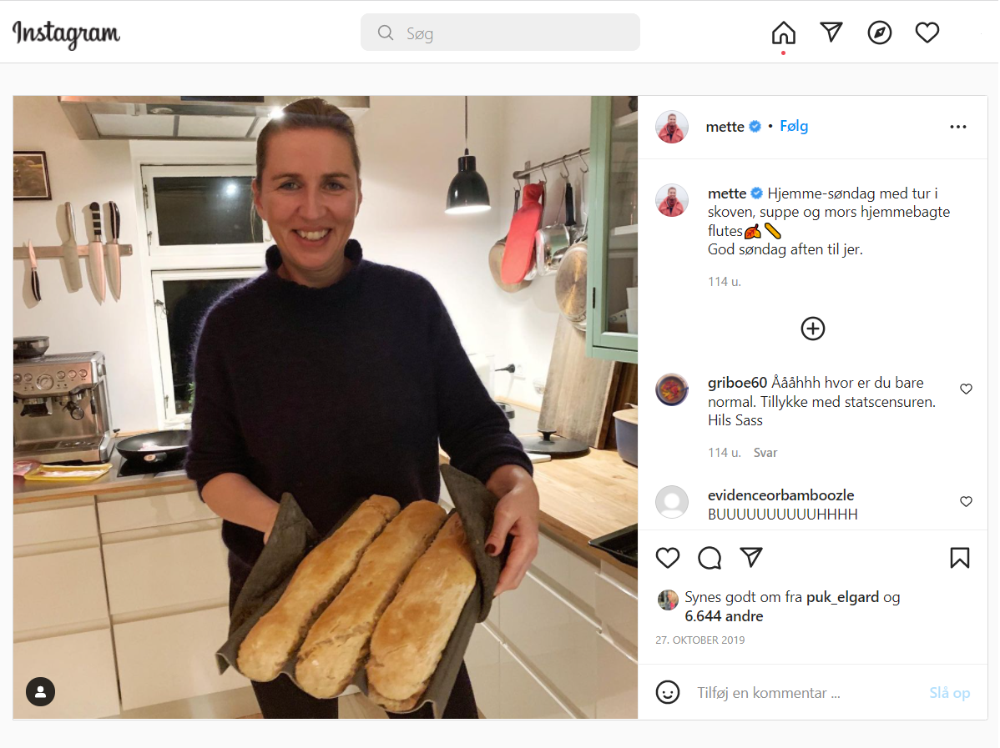 Instagram
Søg
mette • Følg
mette Hjemme-søndag med tur i
skoven, suppe og mors hjemmebagte
flutes🍂🥖
God søndag aften til jer.
114 u.
griboe60 Åååhhh hvor er du bare
normal. Tillykke med statscensuren.
Hils Sass
114 u. Svar
evidenceorbamboozle
BUUUUUUUUUUHHHH
Synes godt om fra puk_elgard og
6.644 andre
27. OKTOBER 2019
Tilføj en kommentar ...
Slå op